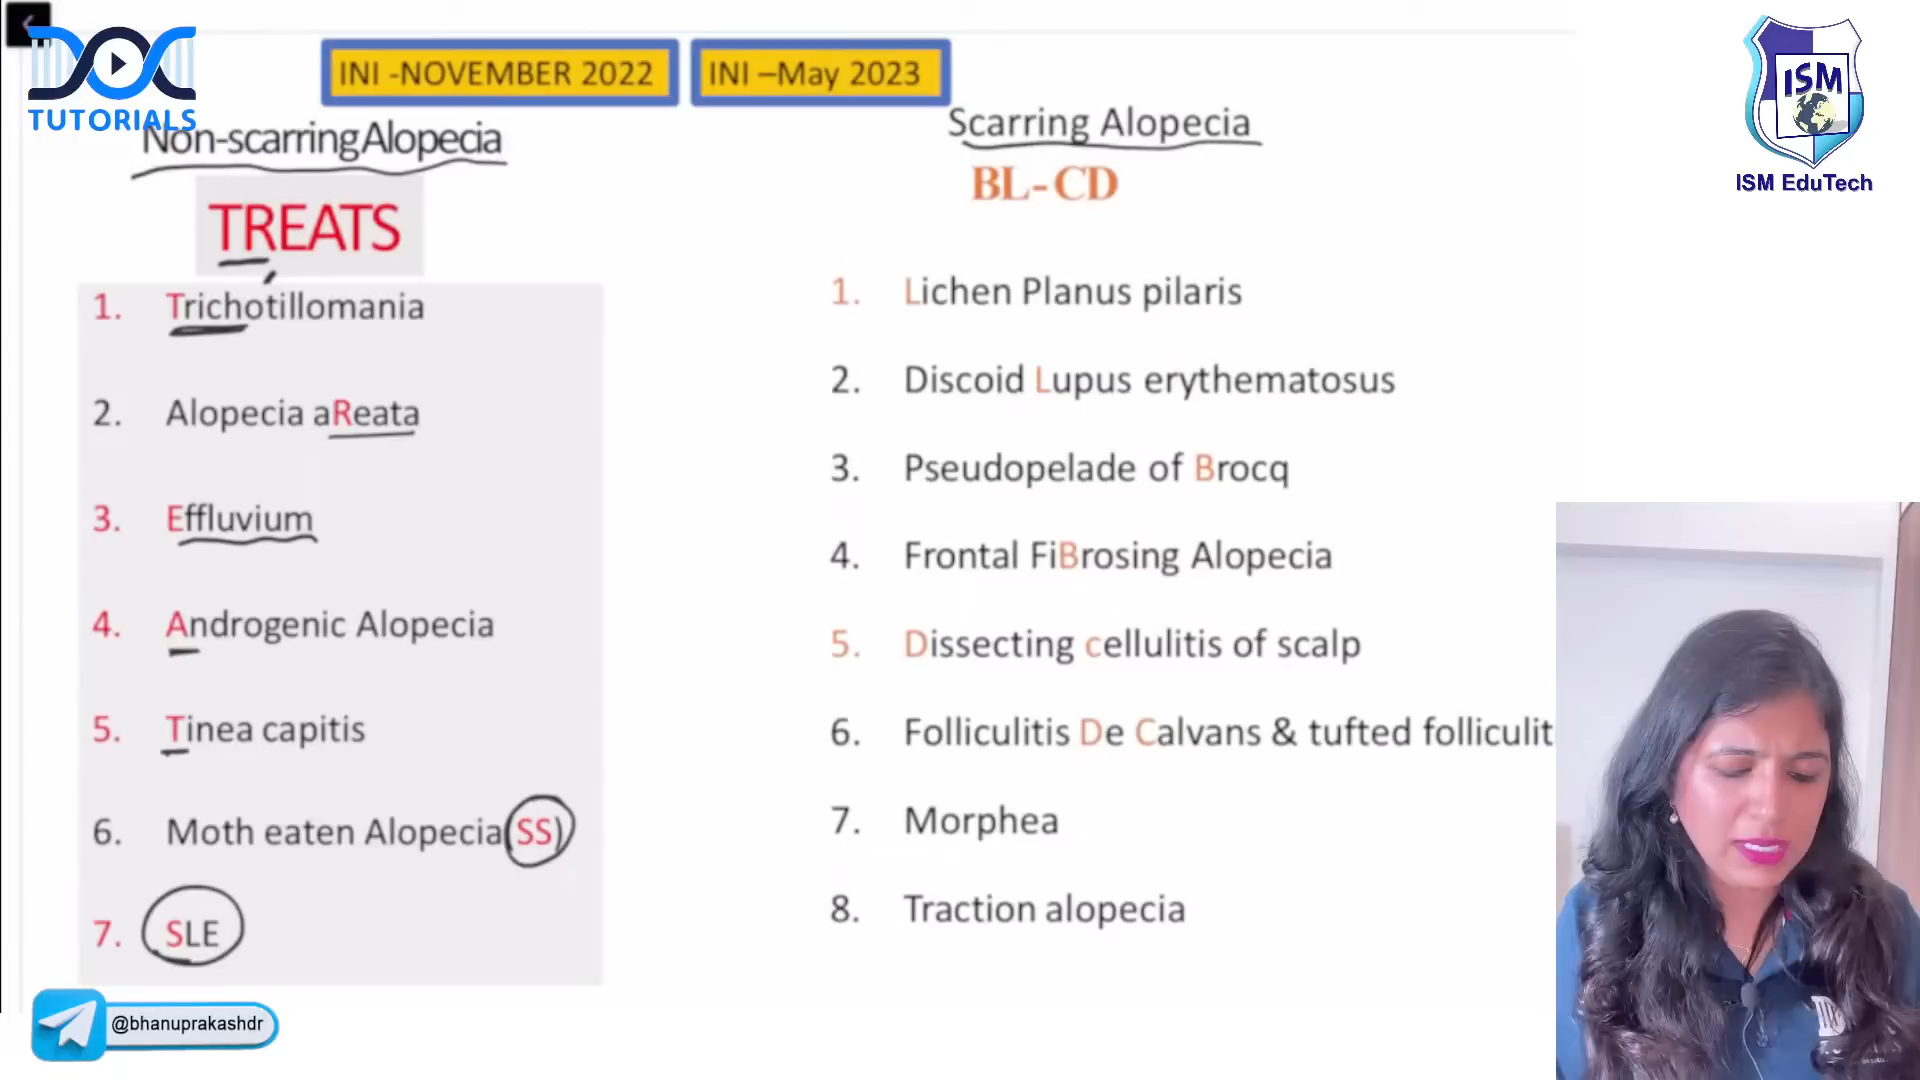 DOC
TUTORIALS
INI -NOVEMBER 2022
INI –May 2023
ISM
ISM EduTech
Non-scarring Alopecia
TREATS
1. Trichotillomania
2. Alopecia aReata
3. Effluvium
4. Androgenic Alopecia
5. Tinea capitis
6. Moth eaten Alopecia(SS)
7. SLE
Scarring Alopecia
BL-CD
1. Lichen Planus pilaris
2. Discoid Lupus erythematosus
3. Pseudopelade of Brocq
4. Frontal FiBrosing Alopecia
5. Dissecting cellulitis of scalp
6. Folliculitis De Calvans & tufted folliculit
7. Morphea
8. Traction alopecia
@bhanuprakashdr